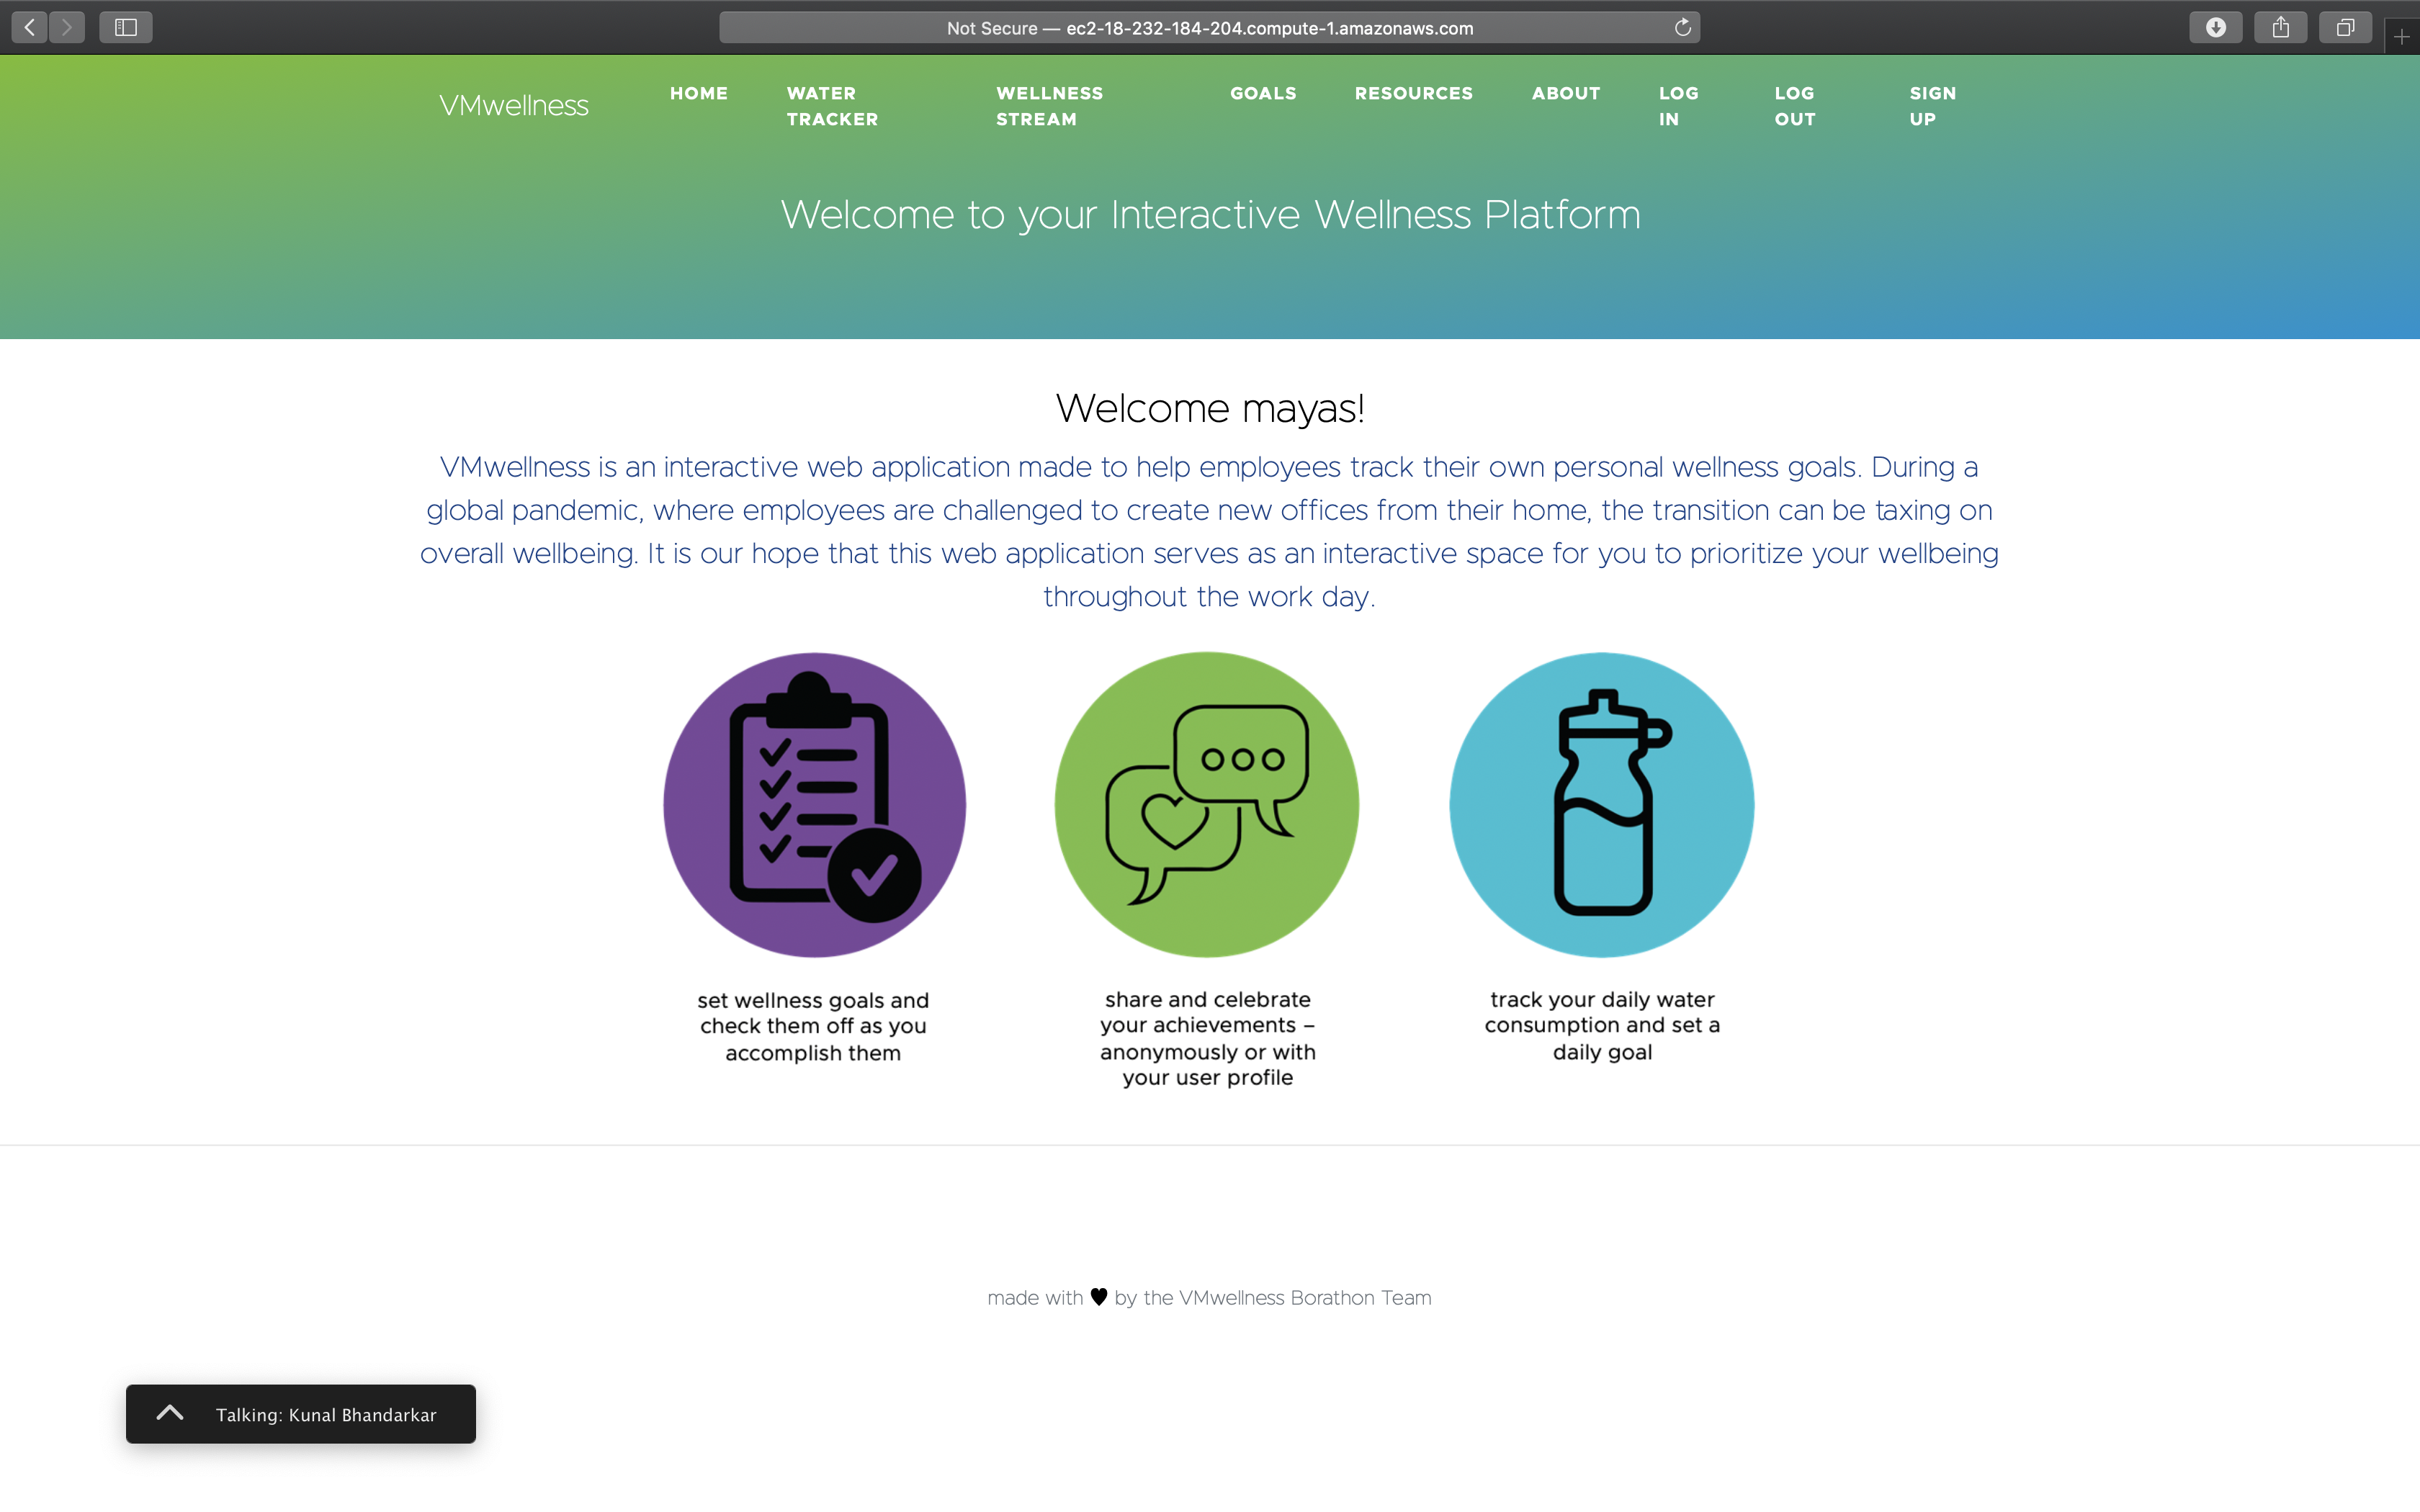 Not Secure — ec2-18-232-184-204.compute-1.amazonaws.com
VMwellness
HOME
WATER
TRACKER
WELLNESS
STREAM
GOALS
RESOURCES
ABOUT
LOG
IN
LOG
OUT
SIGN
UP
Welcome to your Interactive Wellness Platform
Welcome mayas!
VMwellness is an interactive web application made to help employees track their own personal wellness goals. During a
global pandemic, where employees are challenged to create new offices from their home, the transition can be taxing on
overall wellbeing. It is our hope that this web application serves as an interactive space for you to prioritize your wellbeing
throughout the work day.
set wellness goals and
check them off as you
accomplish them
share and celebrate
your achievements –
anonymously or with
your user profile
track your daily water
consumption and set a
daily goal
made with ♥ by the VMwellness Borathon Team
Talking: Kunal Bhandarkar